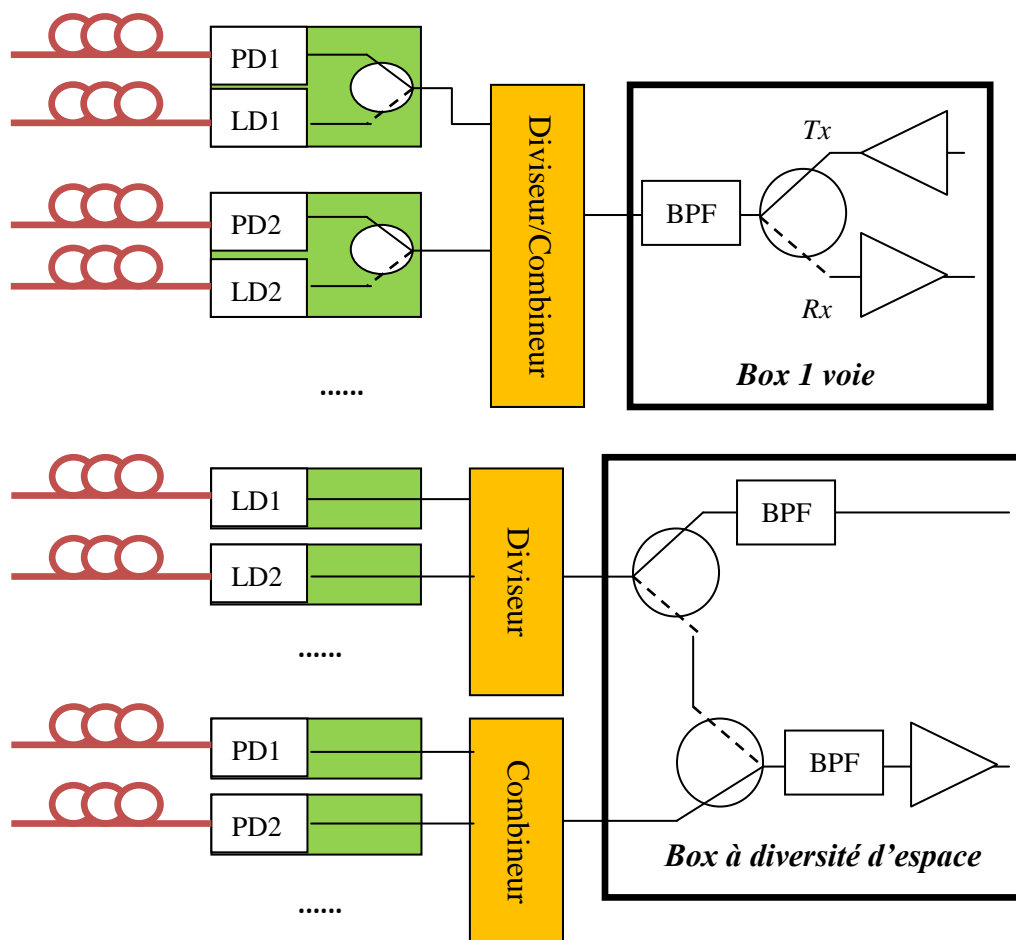 PD1
LD1
PD2
LD2
......
Diviseur/Combineur
BPF
Tx
Rx
Box 1 voie
LD1
LD2
......
Diviseur
PD1
PD2
......
Combineur
BPF
BPF
Box à diversité d’espace